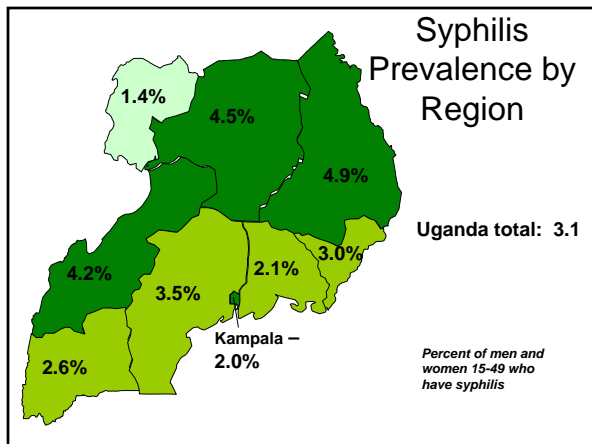 Syphilis
Prevalence by
Region
1.4%
4.5%
4.9%
Uganda total: 3.1
3.0%
2.1%
4.2%
3.5%
Kampala –
2.0%
2.6%
Percent of men and
women 15-49 who
have syphilis